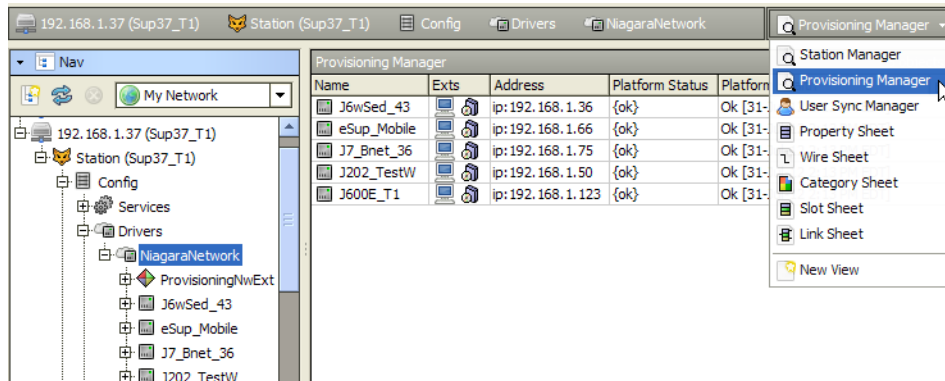 192.168.1.37 (Sup37_T1) Station (Sup37_T1) Config Drivers NiagaraNetwork Provisioning Manager
Nav
My Network
192.168.1.37 (Sup37_T1)
Station (Sup37_T1)
Config
Services
Drivers
NiagaraNetwork
ProvisioningNwExt
J6wSed_43
eSup_Mobile
J7_Bnet_36
J202_TestW
Provisioning Manager
Name Exts Address Platform Status Platform
J6wSed_43 ip:192.168.1.36 {ok} Ok [31-
eSup_Mobile ip:192.168.1.66 {ok} Ok [31-
J7_Bnet_36 ip:192.168.1.75 {ok} Ok [31-
J202_TestW ip:192.168.1.50 {ok} Ok [31-
J600E_T1 ip:192.168.1.123 {ok} Ok [31-
Station Manager
Provisioning Manager
User Sync Manager
Property Sheet
Wire Sheet
Category Sheet
Slot Sheet
Link Sheet
New View